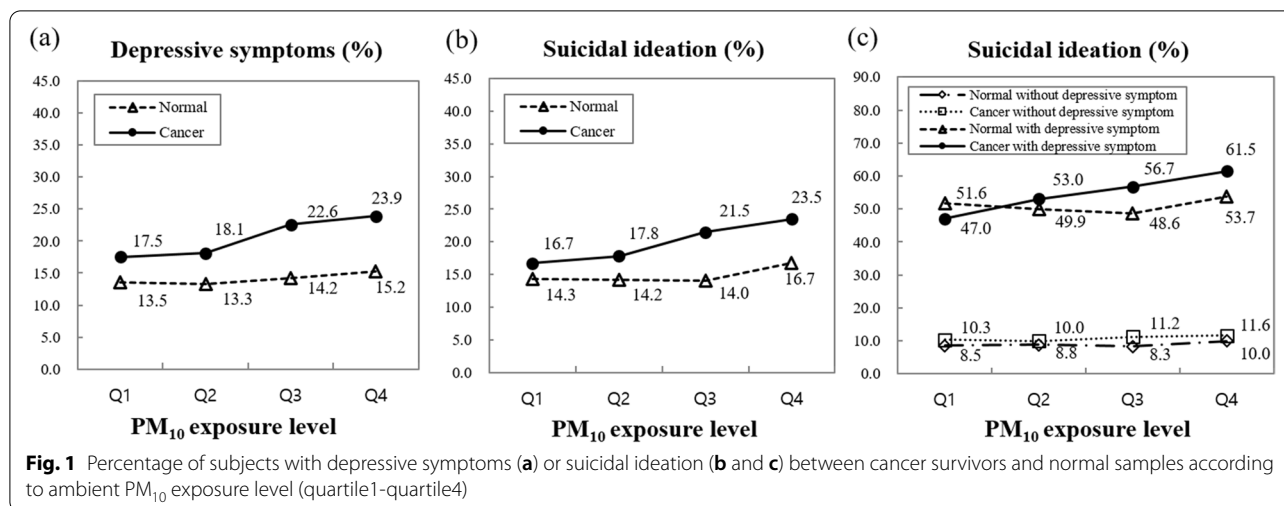 (a)
Depressive symptoms (%)
45.0
40.0
35.0
30.0
25.0
20.0
15.0
10.0
5.0
0.0
Normal
Cancer
17.5
18.1
22.6
23.9
13.5
13.3
14.2
15.2
Q1 Q2 Q3 Q4
PM10 exposure level
(b)
Suicidal ideation (%)
45.0
40.0
35.0
30.0
25.0
20.0
15.0
10.0
5.0
0.0
Normal
Cancer
16.7
17.8
21.5
23.5
14.3
14.2
14.0
16.7
Q1 Q2 Q3 Q4
PM10 exposure level
(c)
Suicidal ideation (%)
90.0
80.0
70.0
60.0
50.0
40.0
30.0
20.0
10.0
0.0
Normal without depressive symptom
Cancer without depressive symptom
Normal with depressive symptom
Cancer with depressive symptom
51.6
53.0
56.7
61.5
47.0
49.9
48.6
53.7
10.3
10.0
11.2
11.6
8.5
8.8
8.3
10.0
Q1 Q2 Q3 Q4
PM10 exposure level
Fig. 1 Percentage of subjects with depressive symptoms (a) or suicidal ideation (b and c) between cancer survivors and normal samples according
to ambient PM10 exposure level (quartile1-quartile4)